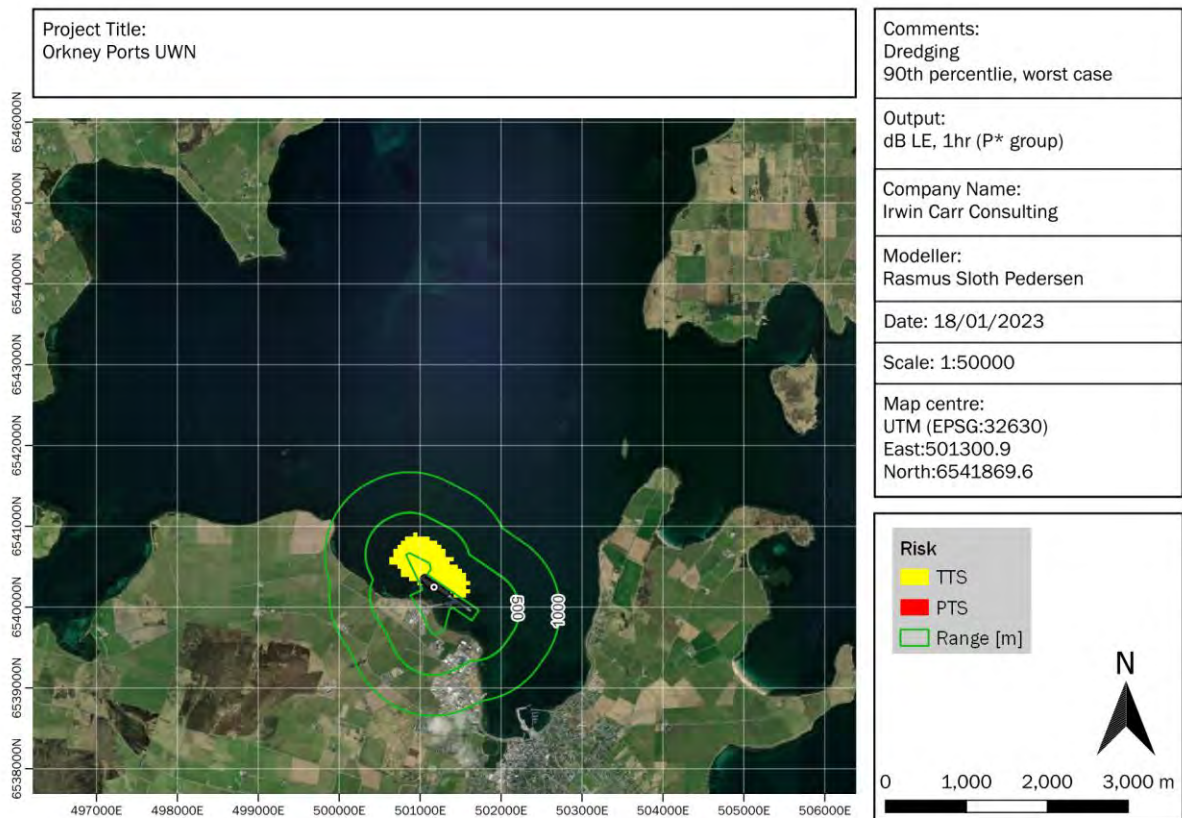 Project Title:
Orkney Ports UWN
Comments:
Dredging
90th percentlie, worst case
Output:
dB LE, 1hr (P* group)
Company Name:
Irwin Carr Consulting
Modeller:
Rasmus Sloth Pedersen
Date: 18/01/2023
Scale: 1:50000
Map centre:
UTM (EPSG:32630)
East:501300.9
North:6541869.6
6546000N
6545000N
6544000N
6543000N
6542000N
6541000N
6540000N
6539000N
6538000N
500
1000
497000E 498000E 499000E 500000E 501000E 502000E 503000E 504000E 505000E 506000E
Risk
TTS
PTS
Range [m]
N
0 1,000 2,000 3,000 m